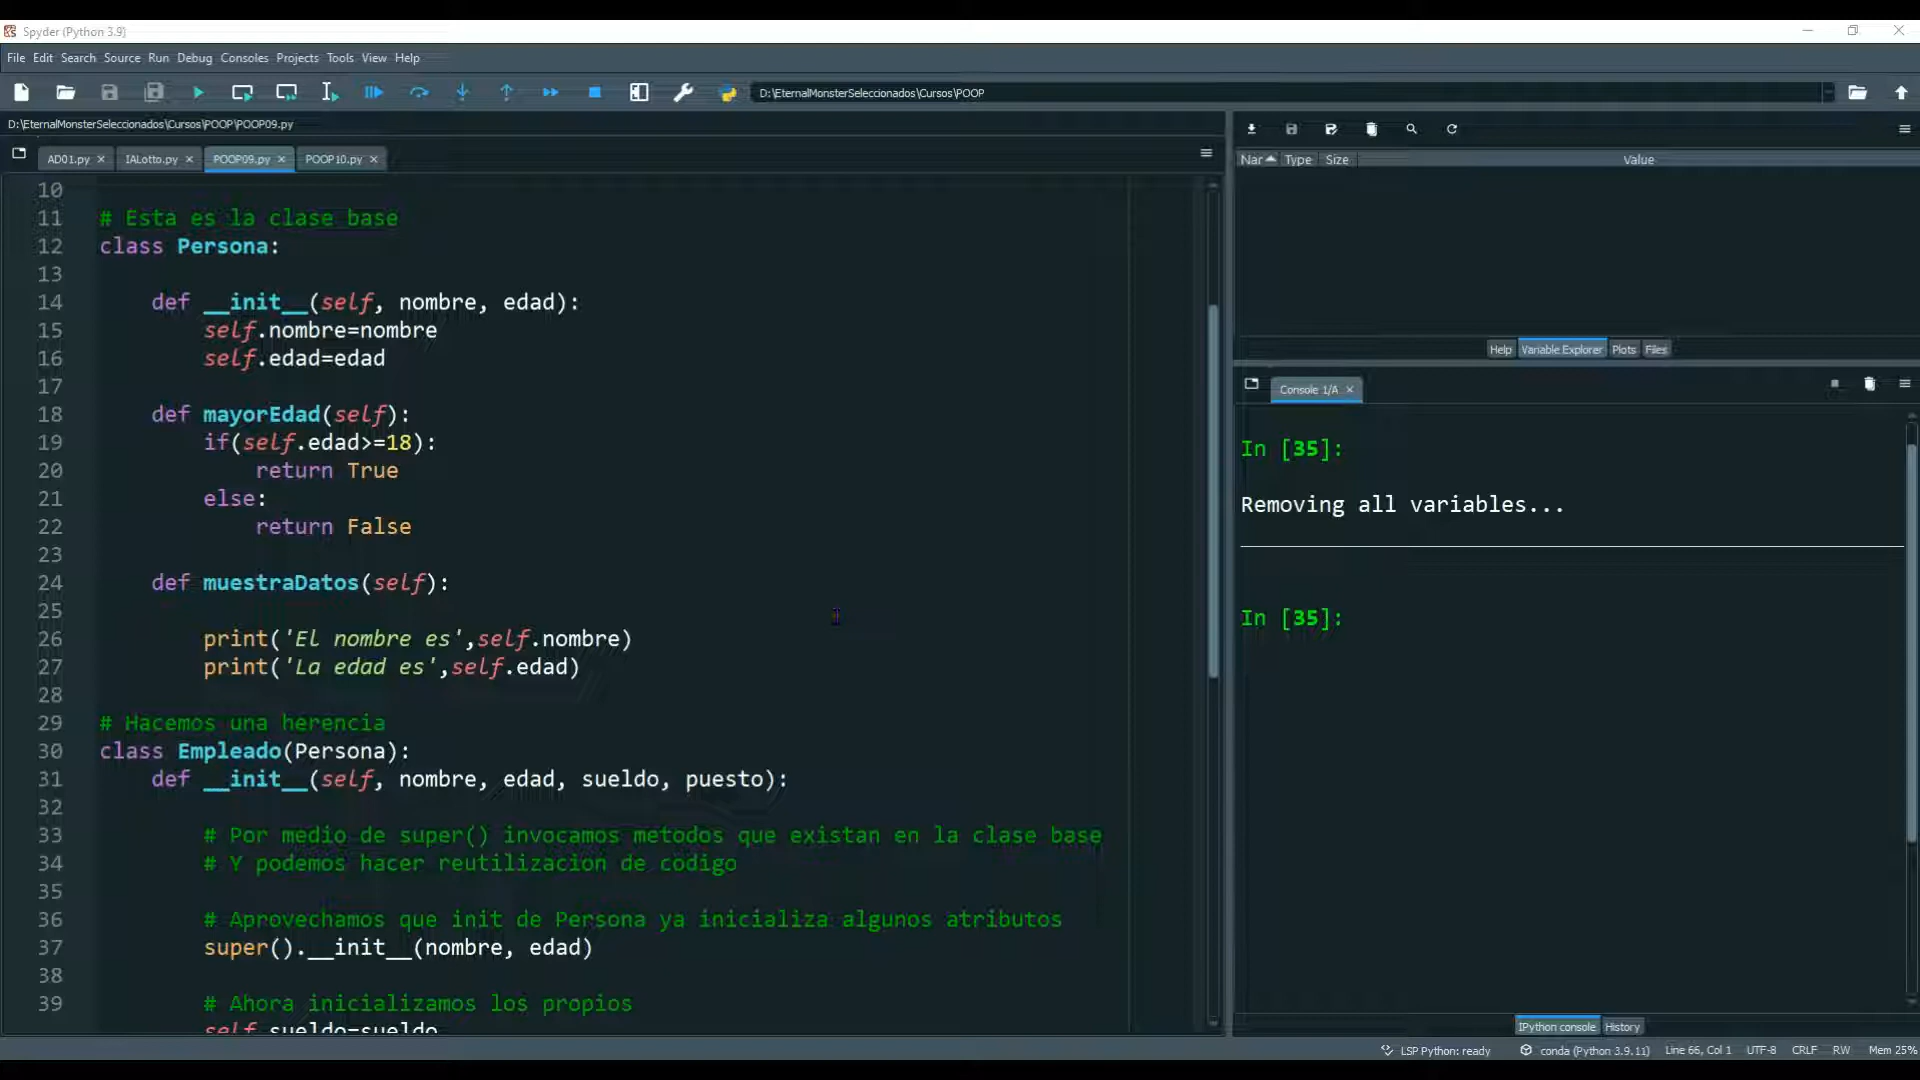 Spyder (Python 3.9)
File Edit Search Source Run Debug Consoles Projects Tools View Help
D:\EternalMonsterSeleccionados\Cursos\POOP
D:\EternalMonsterSeleccionados\Cursos\POOP\POOP09.py
AD01.py IALotto.py POOP09.py POOP10.py
10
11 # Esta es la clase base
12 class Persona:
13
14 def __init__(self, nombre, edad):
15 self.nombre=nombre
16 self.edad=edad
17
18 def mayorEdad(self):
19 if(self.edad>=18):
20 return True
21 else:
22 return False
23
24 def muestraDatos(self):
25
26 print('El nombre es',self.nombre)
27 print('La edad es',self.edad)
28
29 # Hacemos una herencia
30 class Empleado(Persona):
31 def __init__(self, nombre, edad, sueldo, puesto):
32
33 # Por medio de super() invocamos metodos que existan en la clase base
34 # Y podemos hacer reutilizacion de codigo
35
36 # Aprovechamos que init de Persona ya inicializa algunos atributos
37 super().__init__(nombre, edad)
38
39 # Ahora inicializamos los propios
self.sueldo=sueldo
Nar Type Size Value
Help Variable Explorer Plots Files
Console 1/A
In [35]:
Removing all variables...
In [35]:
IPython console History
LSP Python: ready conda (Python 3.9.11) Line 66, Col 1 UTF-8 CRLF RW Mem 25%